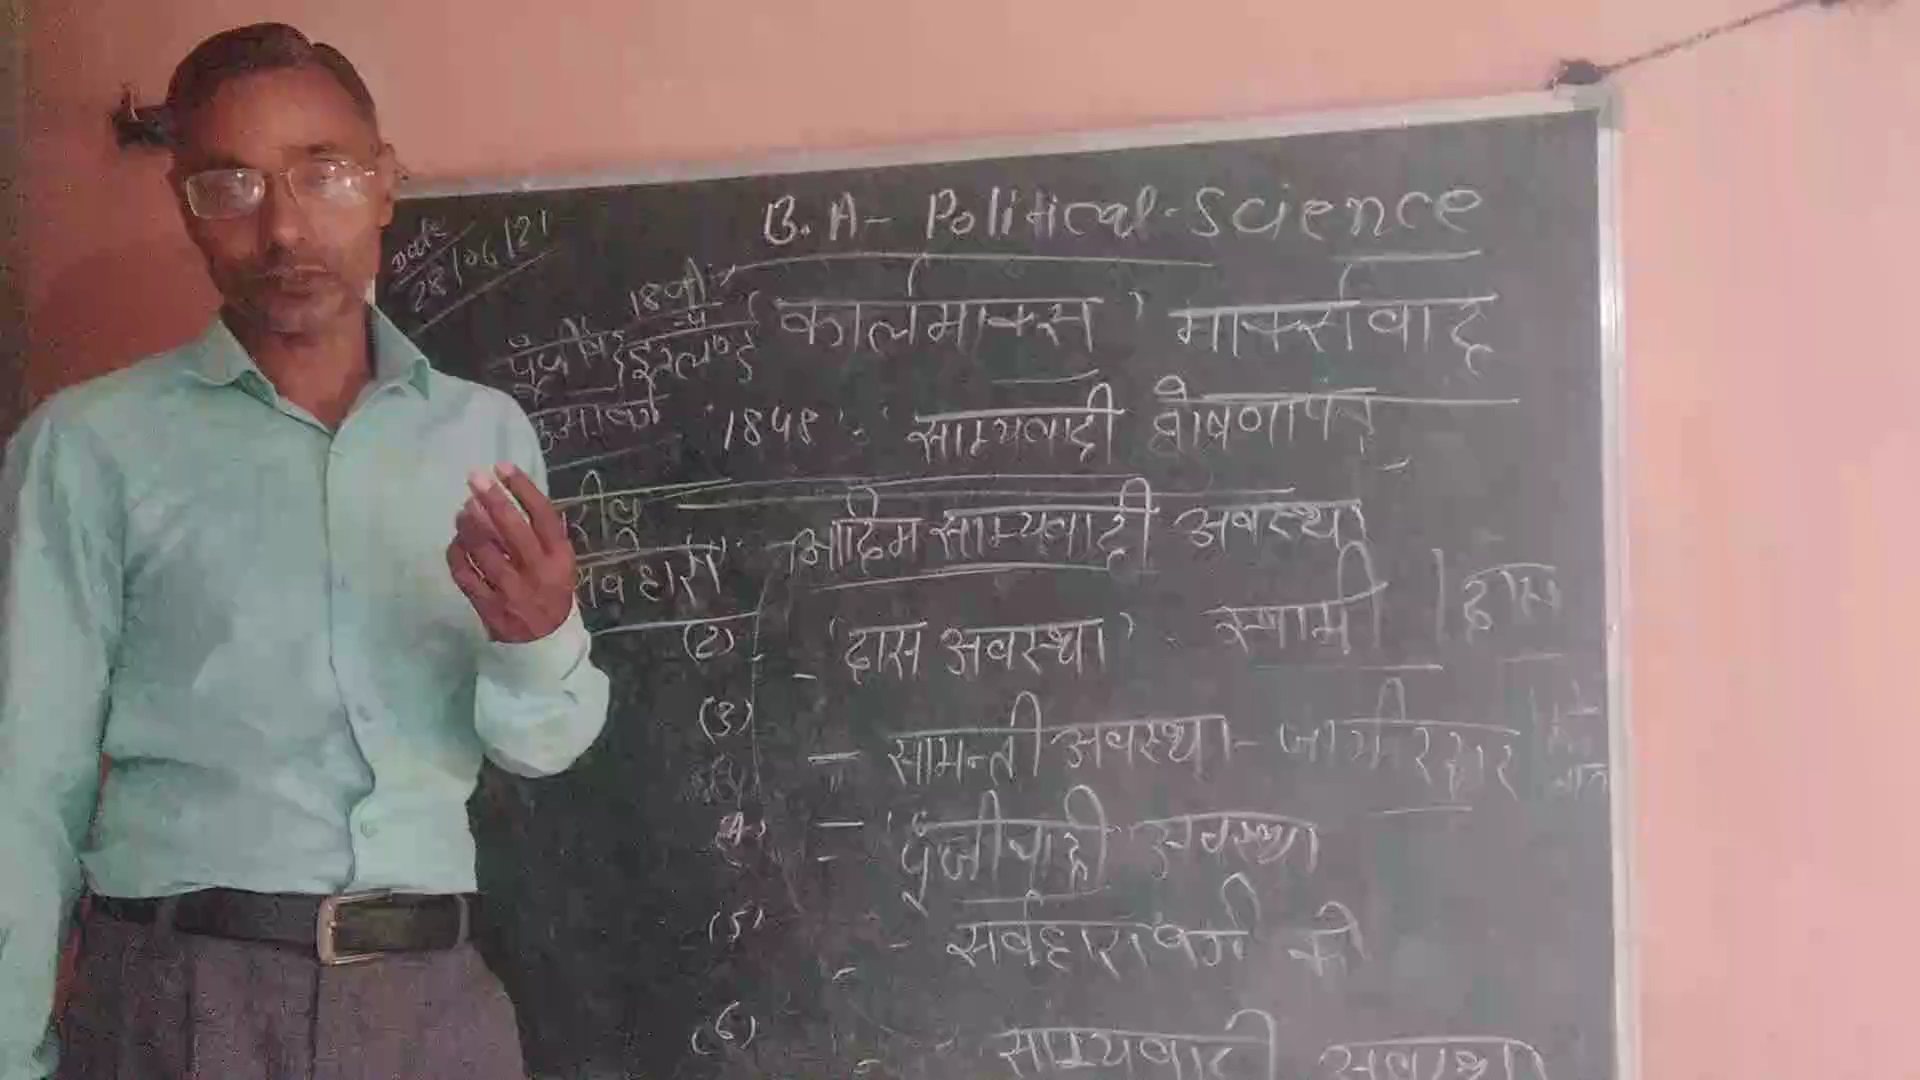 B.A- Political-Science
Date
28/06/21
18वी
कार्लमाक्स' मार्क्सवाद
इंग्लैण्ड
1848 : साम्यवादी घोषणापत्र
- आदिम साम्यवादी अवस्था
(2) - 'दास अवस्था' स्वामी | दास
(3) - सामन्ती अवस्था - जागीरदार
(4) - पूंजीवादी अवस्था
(5) - सर्वहारा वर्ग की
(6) - साम्यवादी अवस्था